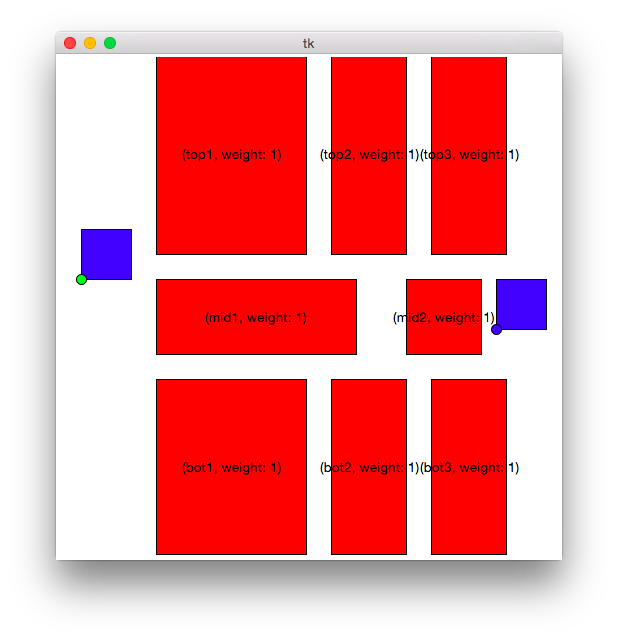 tk
(top1, weight: 1)
(top2, weight: 1)
(top3, weight: 1)
(mid1, weight: 1)
(mid2, weight: 1)
(bot1, weight: 1)
(bot2, weight: 1)
(bot3, weight: 1)